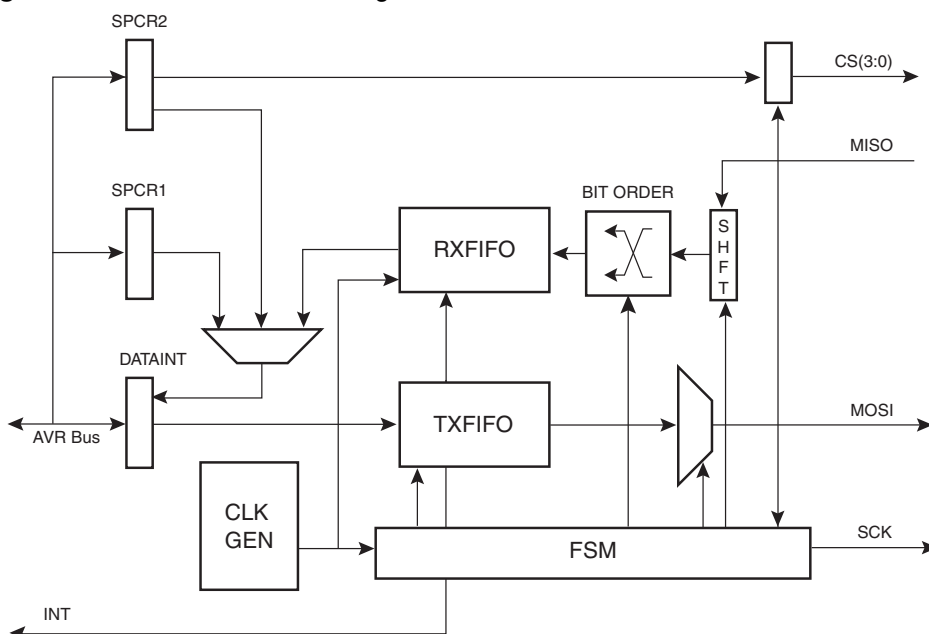 SPCR2
CS(3:0)
MISO
SPCR1
BIT ORDER
RXFIFO
S
H
F
T
DATAINT
TXFIFO
MOSI
AVR Bus
CLK
GEN
FSM
SCK
INT